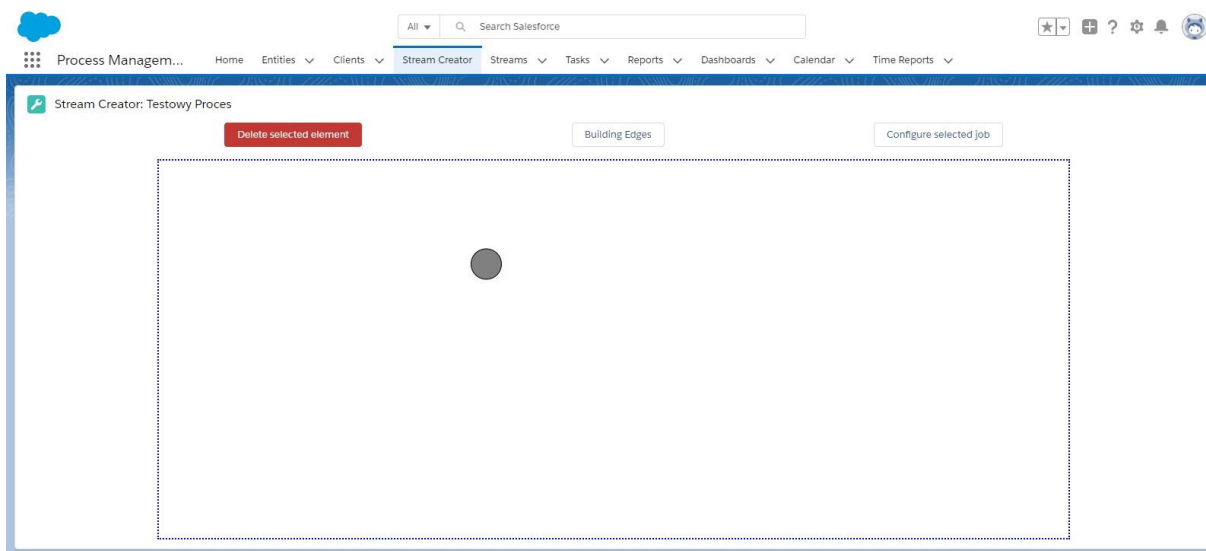 All Search Salesforce
Process Managem... Home Entities Clients Stream Creator Streams Tasks Reports Dashboards Calendar Time Reports
Stream Creator: Testowy Proces
Delete selected element Building Edges Configure selected job